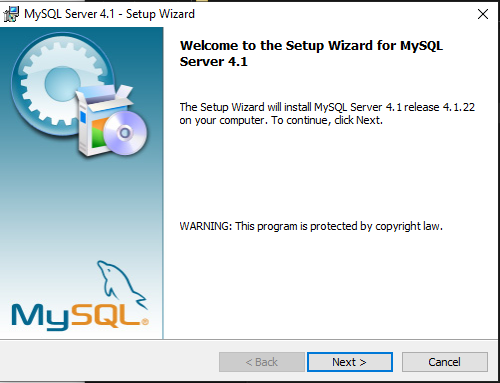 MySQL Server 4.1 - Setup Wizard
Welcome to the Setup Wizard for MySQL
Server 4.1
The Setup Wizard will install MySQL Server 4.1 release 4.1.22
on your computer. To continue, click Next.
WARNING: This program is protected by copyright law.
MySQL®
< Back
Next >
Cancel